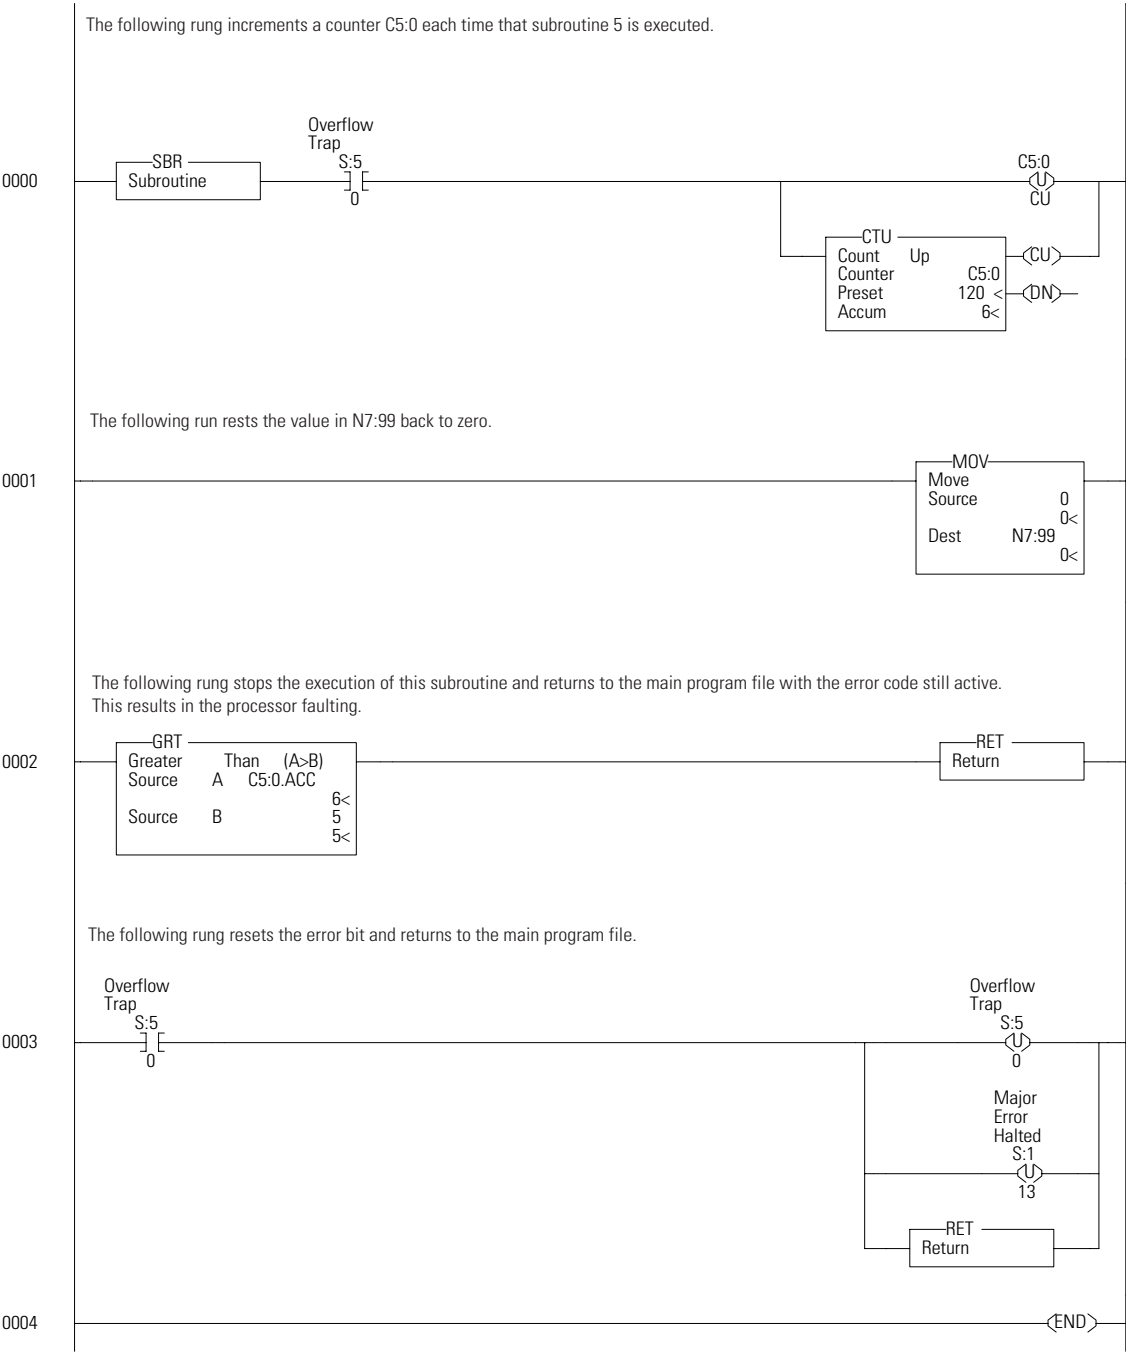 The following rung increments a counter C5:0 each time that subroutine 5 is executed.
Overflow
Trap
SBR S:5 C5:0
0000 Subroutine U
0 CU
CTU
Count Up CU
Counter C5:0
Preset 120 < DN
Accum 6<
The following run rests the value in N7:99 back to zero.
MOV
0001 Move
Source 0
0<
Dest N7:99
0<
The following rung stops the execution of this subroutine and returns to the main program file with the error code still active.
This results in the processor faulting.
GRT RET
0002 Greater Than (A>B) Return
Source A C5:0.ACC
6<
Source B 5
5<
The following rung resets the error bit and returns to the main program file.
Overflow Overflow
Trap Trap
S:5 S:5
0003 U
0 0
Major
Error
Halted
S:1
U
13
RET
Return
0004 END